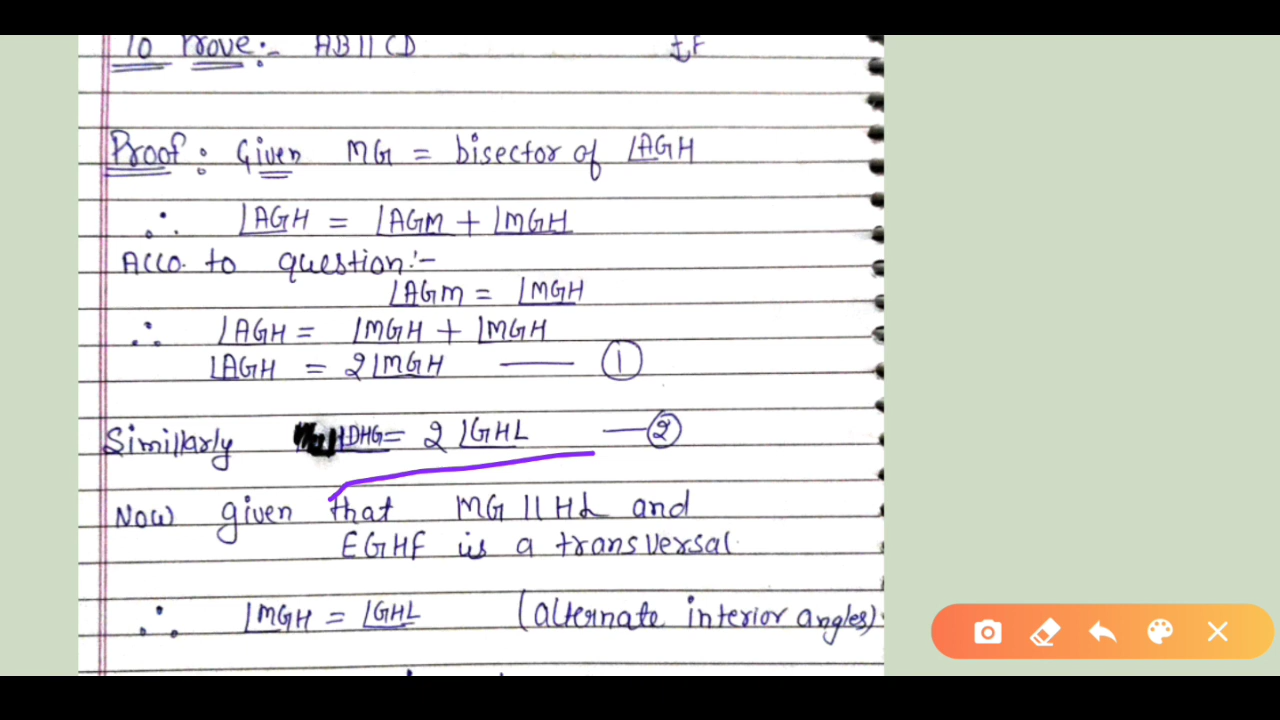 To Prove:- AB||CD
Proof: Given MG = bisector of ∠AGH
∴ ∠AGH = ∠AGM + ∠MGH
Acco. to question:-
∠AGM = ∠MGH
∴ ∠AGH = ∠MGH + ∠MGH
∠AGH = 2∠MGH —— ①
Simillarly ∠DHG = 2 ∠GHL —— ②
Now given that MG || HL and
EGHF is a transversal.
∴ ∠MGH = ∠GHL (alternate interior angles).